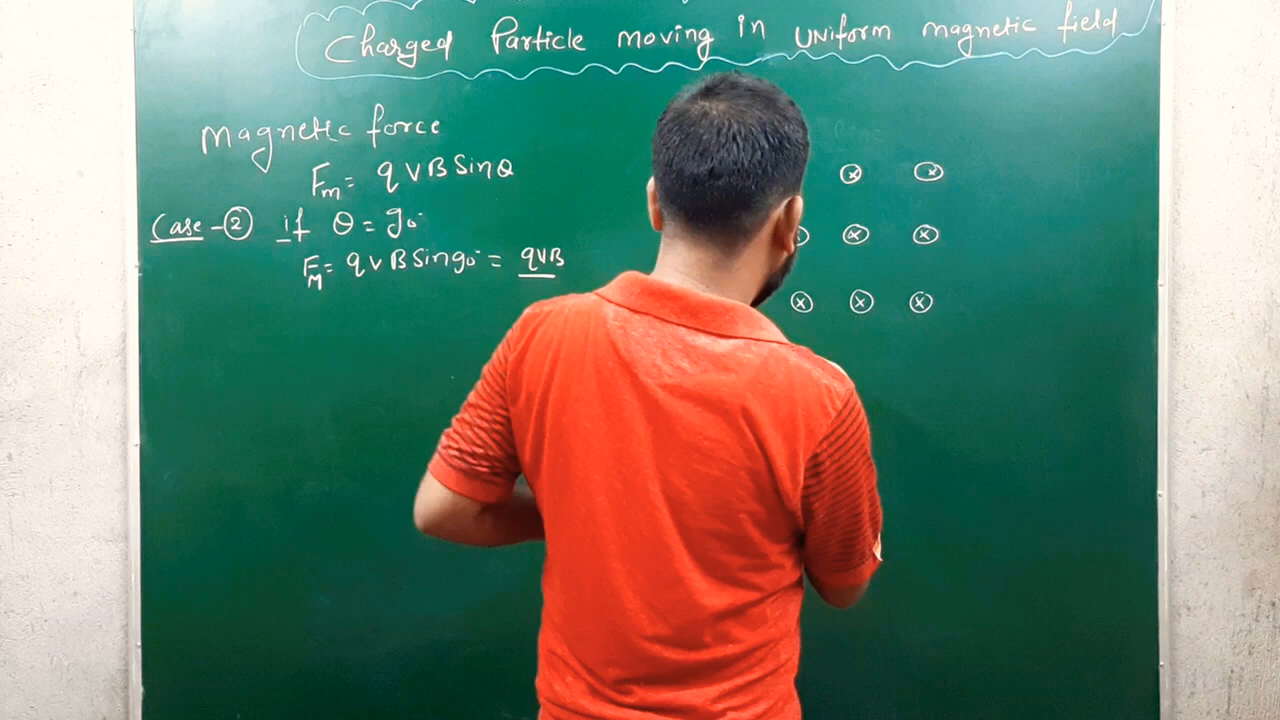 Charged Particle moving in Uniform magnetic field
Magnetic force
Fm = qVB Sinθ
Case-② if θ = 90°
FM = qVB Sin90° = qVB